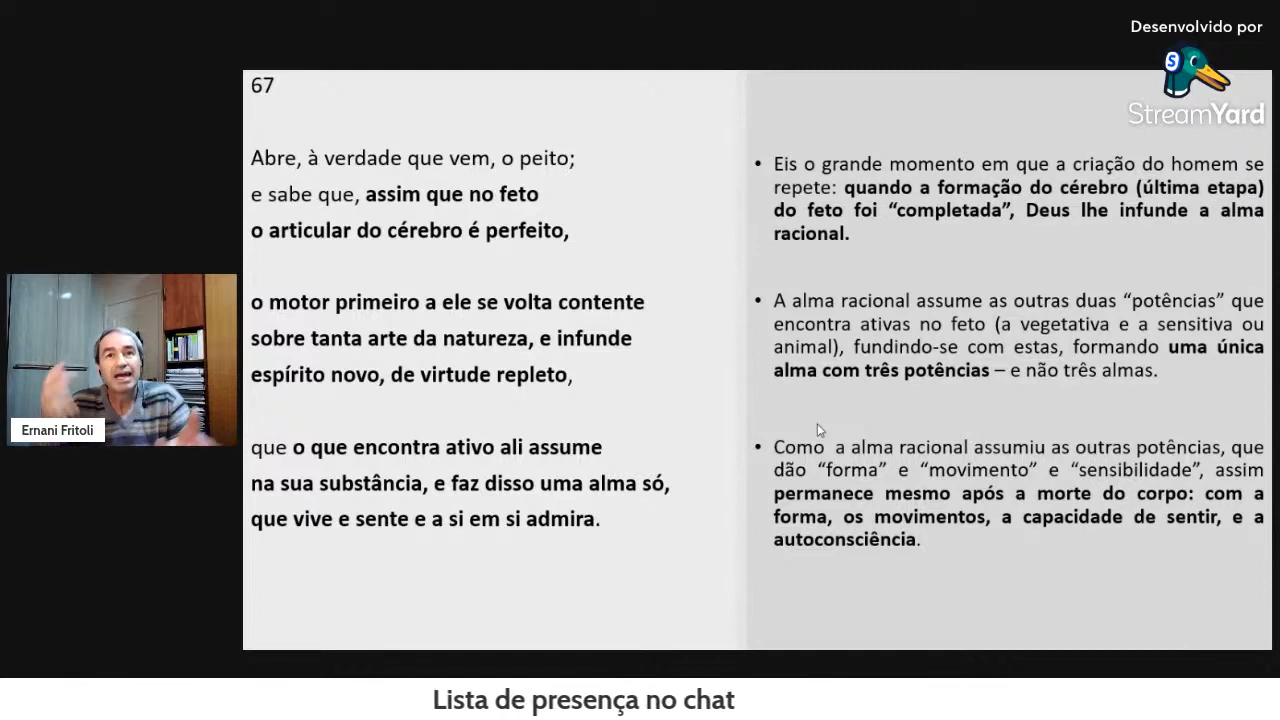 Desenvolvido por
StreamYard
67
Abre, à verdade que vem, o peito;
e sabe que, assim que no feto
o articular do cérebro é perfeito,
o motor primeiro a ele se volta contente
sobre tanta arte da natureza, e infunde
espírito novo, de virtude repleto,
que o que encontra ativo ali assume
na sua substância, e faz disso uma alma só,
que vive e sente e a si em si admira.
• Eis o grande momento em que a criação do homem se
repete: quando a formação do cérebro (última etapa)
do feto foi “completada”, Deus lhe infunde a alma
racional.
• A alma racional assume as outras duas “potências” que
encontra ativas no feto (a vegetativa e a sensitiva ou
animal), fundindo-se com estas, formando uma única
alma com três potências – e não três almas.
• Como a alma racional assumiu as outras potências, que
dão “forma” e “movimento” e “sensibilidade”, assim
permanece mesmo após a morte do corpo: com a
forma, os movimentos, a capacidade de sentir, e a
autoconsciência.
Ernani Fritoli
Lista de presença no chat